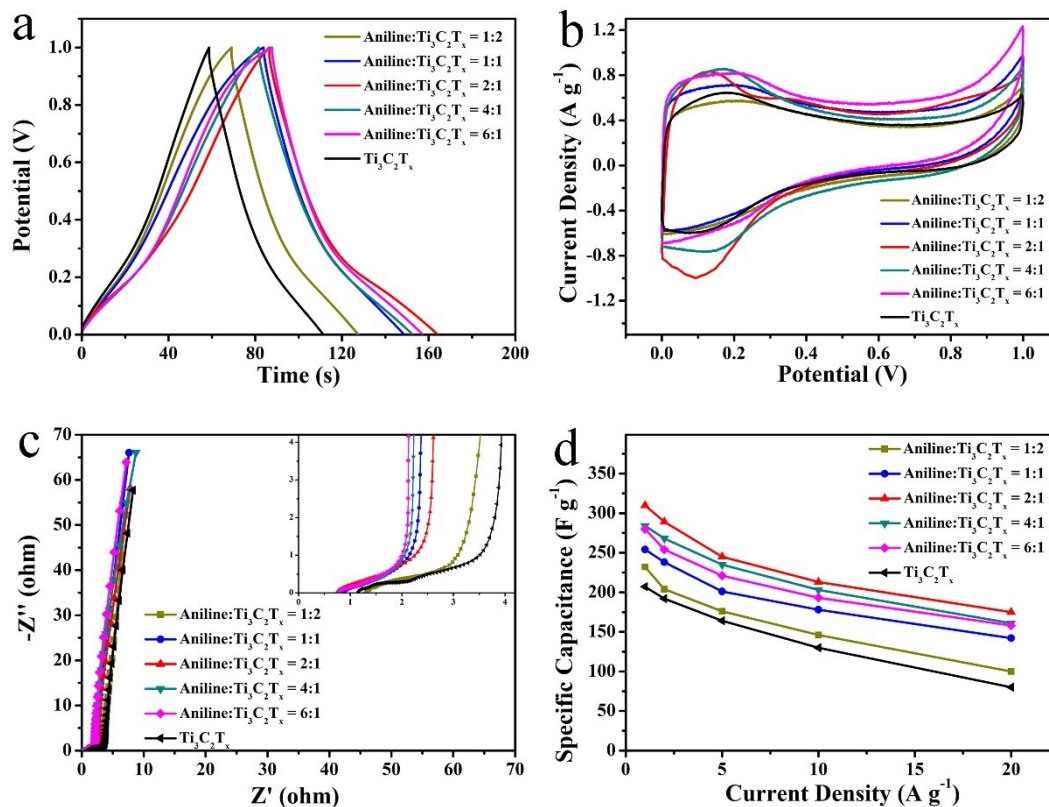 a
Potential (V)
1.0
0.8
0.6
0.4
0.2
0.0
0 40 80 120 160 200
Time (s)
Aniline:Ti₃C₂Tₓ = 1:2
Aniline:Ti₃C₂Tₓ = 1:1
Aniline:Ti₃C₂Tₓ = 2:1
Aniline:Ti₃C₂Tₓ = 4:1
Aniline:Ti₃C₂Tₓ = 6:1
Ti₃C₂Tₓ
b
Current Density (A g⁻¹)
1.2
0.8
0.4
0.0
-0.4
-0.8
-1.2
0.0 0.2 0.4 0.6 0.8 1.0
Potential (V)
Aniline:Ti₃C₂Tₓ = 1:2
Aniline:Ti₃C₂Tₓ = 1:1
Aniline:Ti₃C₂Tₓ = 2:1
Aniline:Ti₃C₂Tₓ = 4:1
Aniline:Ti₃C₂Tₓ = 6:1
Ti₃C₂Tₓ
c
-Z'' (ohm)
70
60
50
40
30
20
10
0
0 10 20 30 40 50 60 70
Z' (ohm)
4
3
2
1
0
0 1 2 3 4
Aniline:Ti₃C₂Tₓ = 1:2
Aniline:Ti₃C₂Tₓ = 1:1
Aniline:Ti₃C₂Tₓ = 2:1
Aniline:Ti₃C₂Tₓ = 4:1
Aniline:Ti₃C₂Tₓ = 6:1
Ti₃C₂Tₓ
d
Specific Capacitance (F g⁻¹)
350
300
250
200
150
100
50
0
0 5 10 15 20
Current Density (A g⁻¹)
Aniline:Ti₃C₂Tₓ = 1:2
Aniline:Ti₃C₂Tₓ = 1:1
Aniline:Ti₃C₂Tₓ = 2:1
Aniline:Ti₃C₂Tₓ = 4:1
Aniline:Ti₃C₂Tₓ = 6:1
Ti₃C₂Tₓ